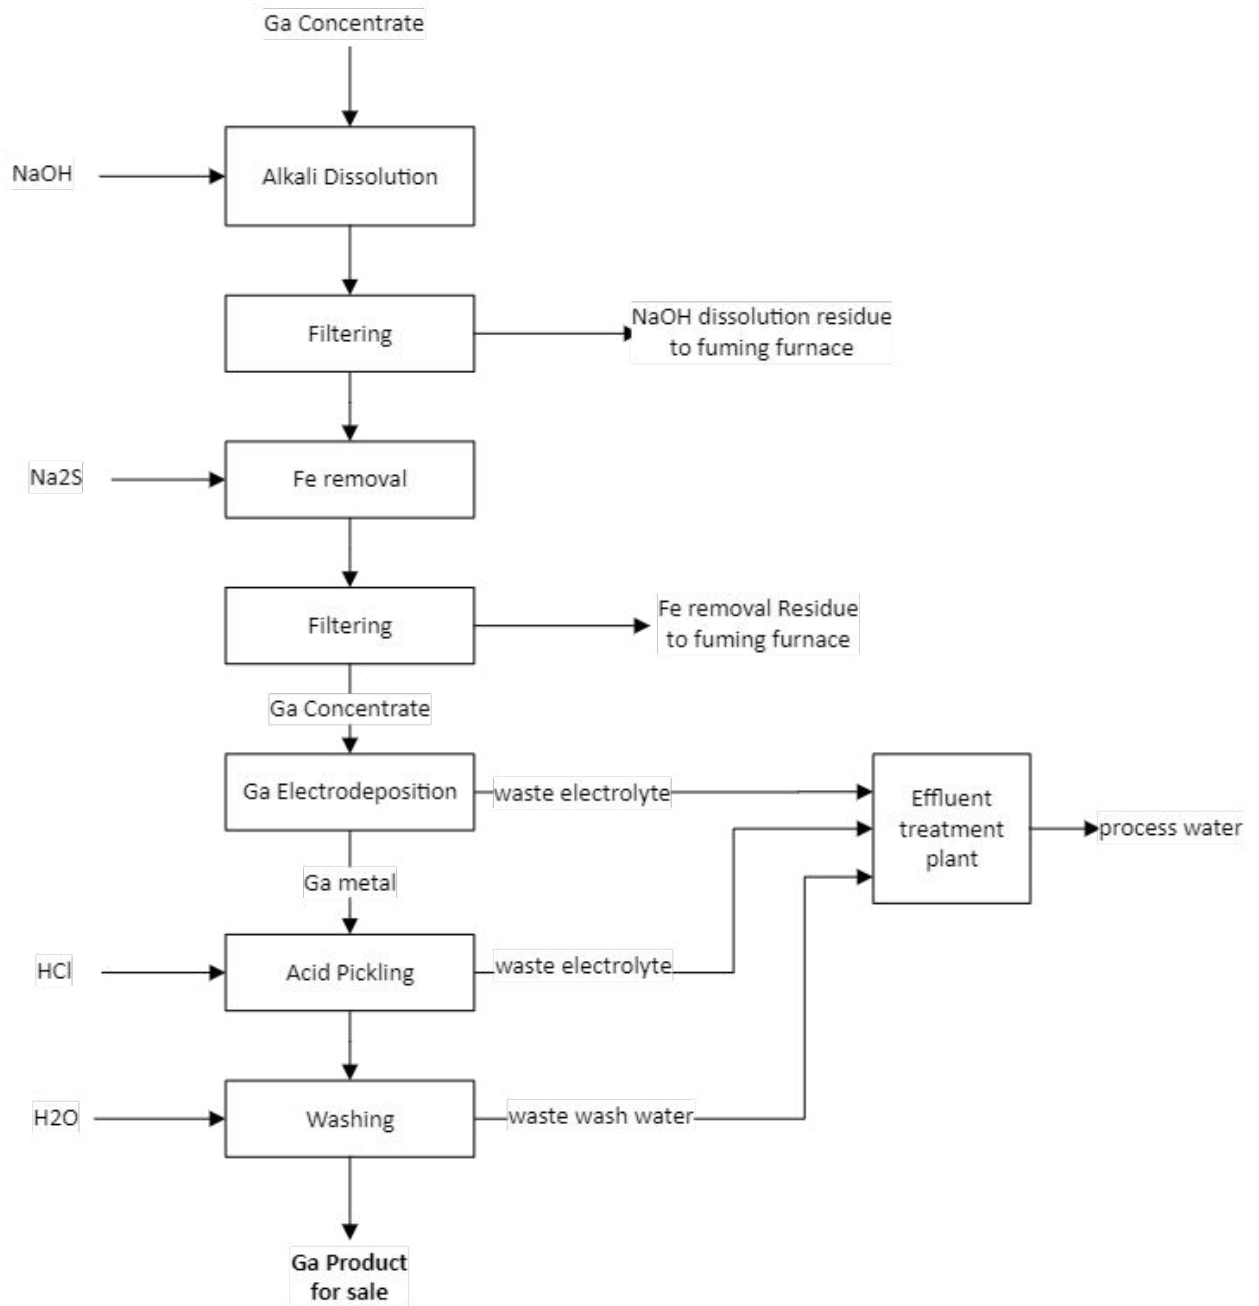 Ga Concentrate
NaOH
Alkali Dissolution
Filtering
NaOH dissolution residue
to fuming furnace
Na2S
Fe removal
Filtering
Fe removal Residue
to fuming furnace
Ga Concentrate
Ga Electrodeposition
waste electrolyte
Effluent
treatment
plant
process water
Ga metal
HCl
Acid Pickling
waste electrolyte
H2O
Washing
waste wash water
Ga Product
for sale